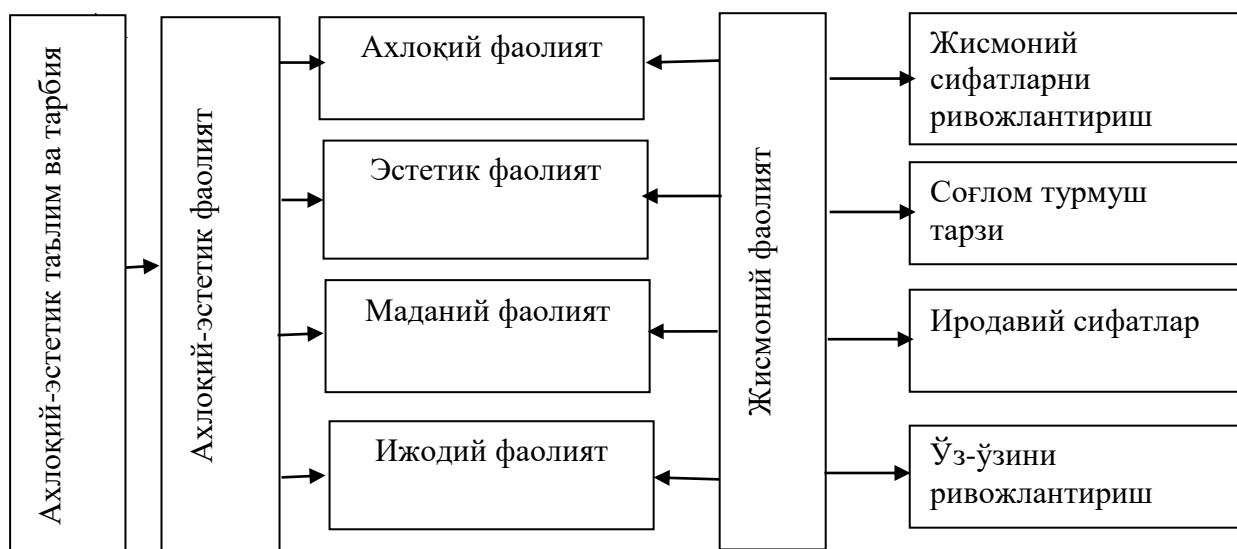 Ахлоқий-эстетик таълим ва тарбия
Ахлоқий-эстетик фаолият
Ахлоқий фаолият
Эстетик фаолият
Маданий фаолият
Ижодий фаолият
Жисмоний фаолият
Жисмоний
сифатларни
ривожлантириш
Соғлом турмуш
тарзи
Иродавий сифатлар
Ўз-ўзини
ривожлантириш